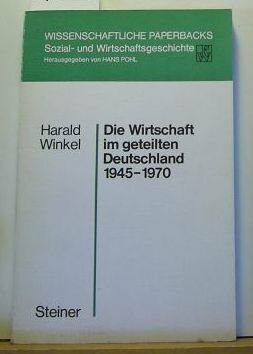 WISSENSCHAFTLICHE PAPERBACKS
Sozial- und Wirtschaftsgeschichte
Herausgegeben von HANS POHL
Harald
Winkel
Die Wirtschaft
im geteilten
Deutschland
1945–1970
Steiner